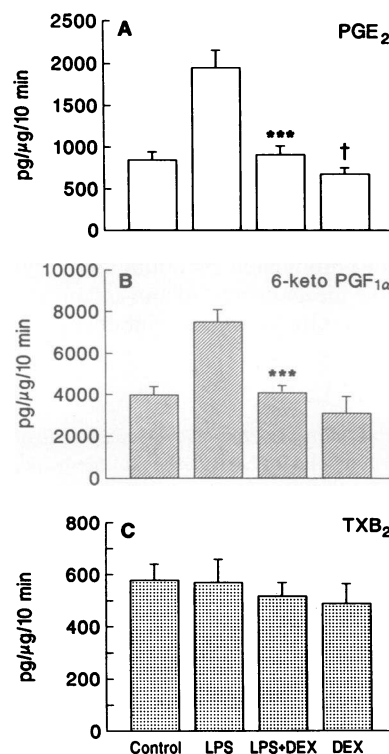 A
PGE2
pg/µg/10 min
2500
2000
1500
1000
500
0
***
†
B
6-keto PGF1α
pg/µg/10 min
10000
8000
6000
4000
2000
0
***
C
TXB2
pg/µg/10 min
800
600
400
200
0
Control LPS LPS+DEX DEX